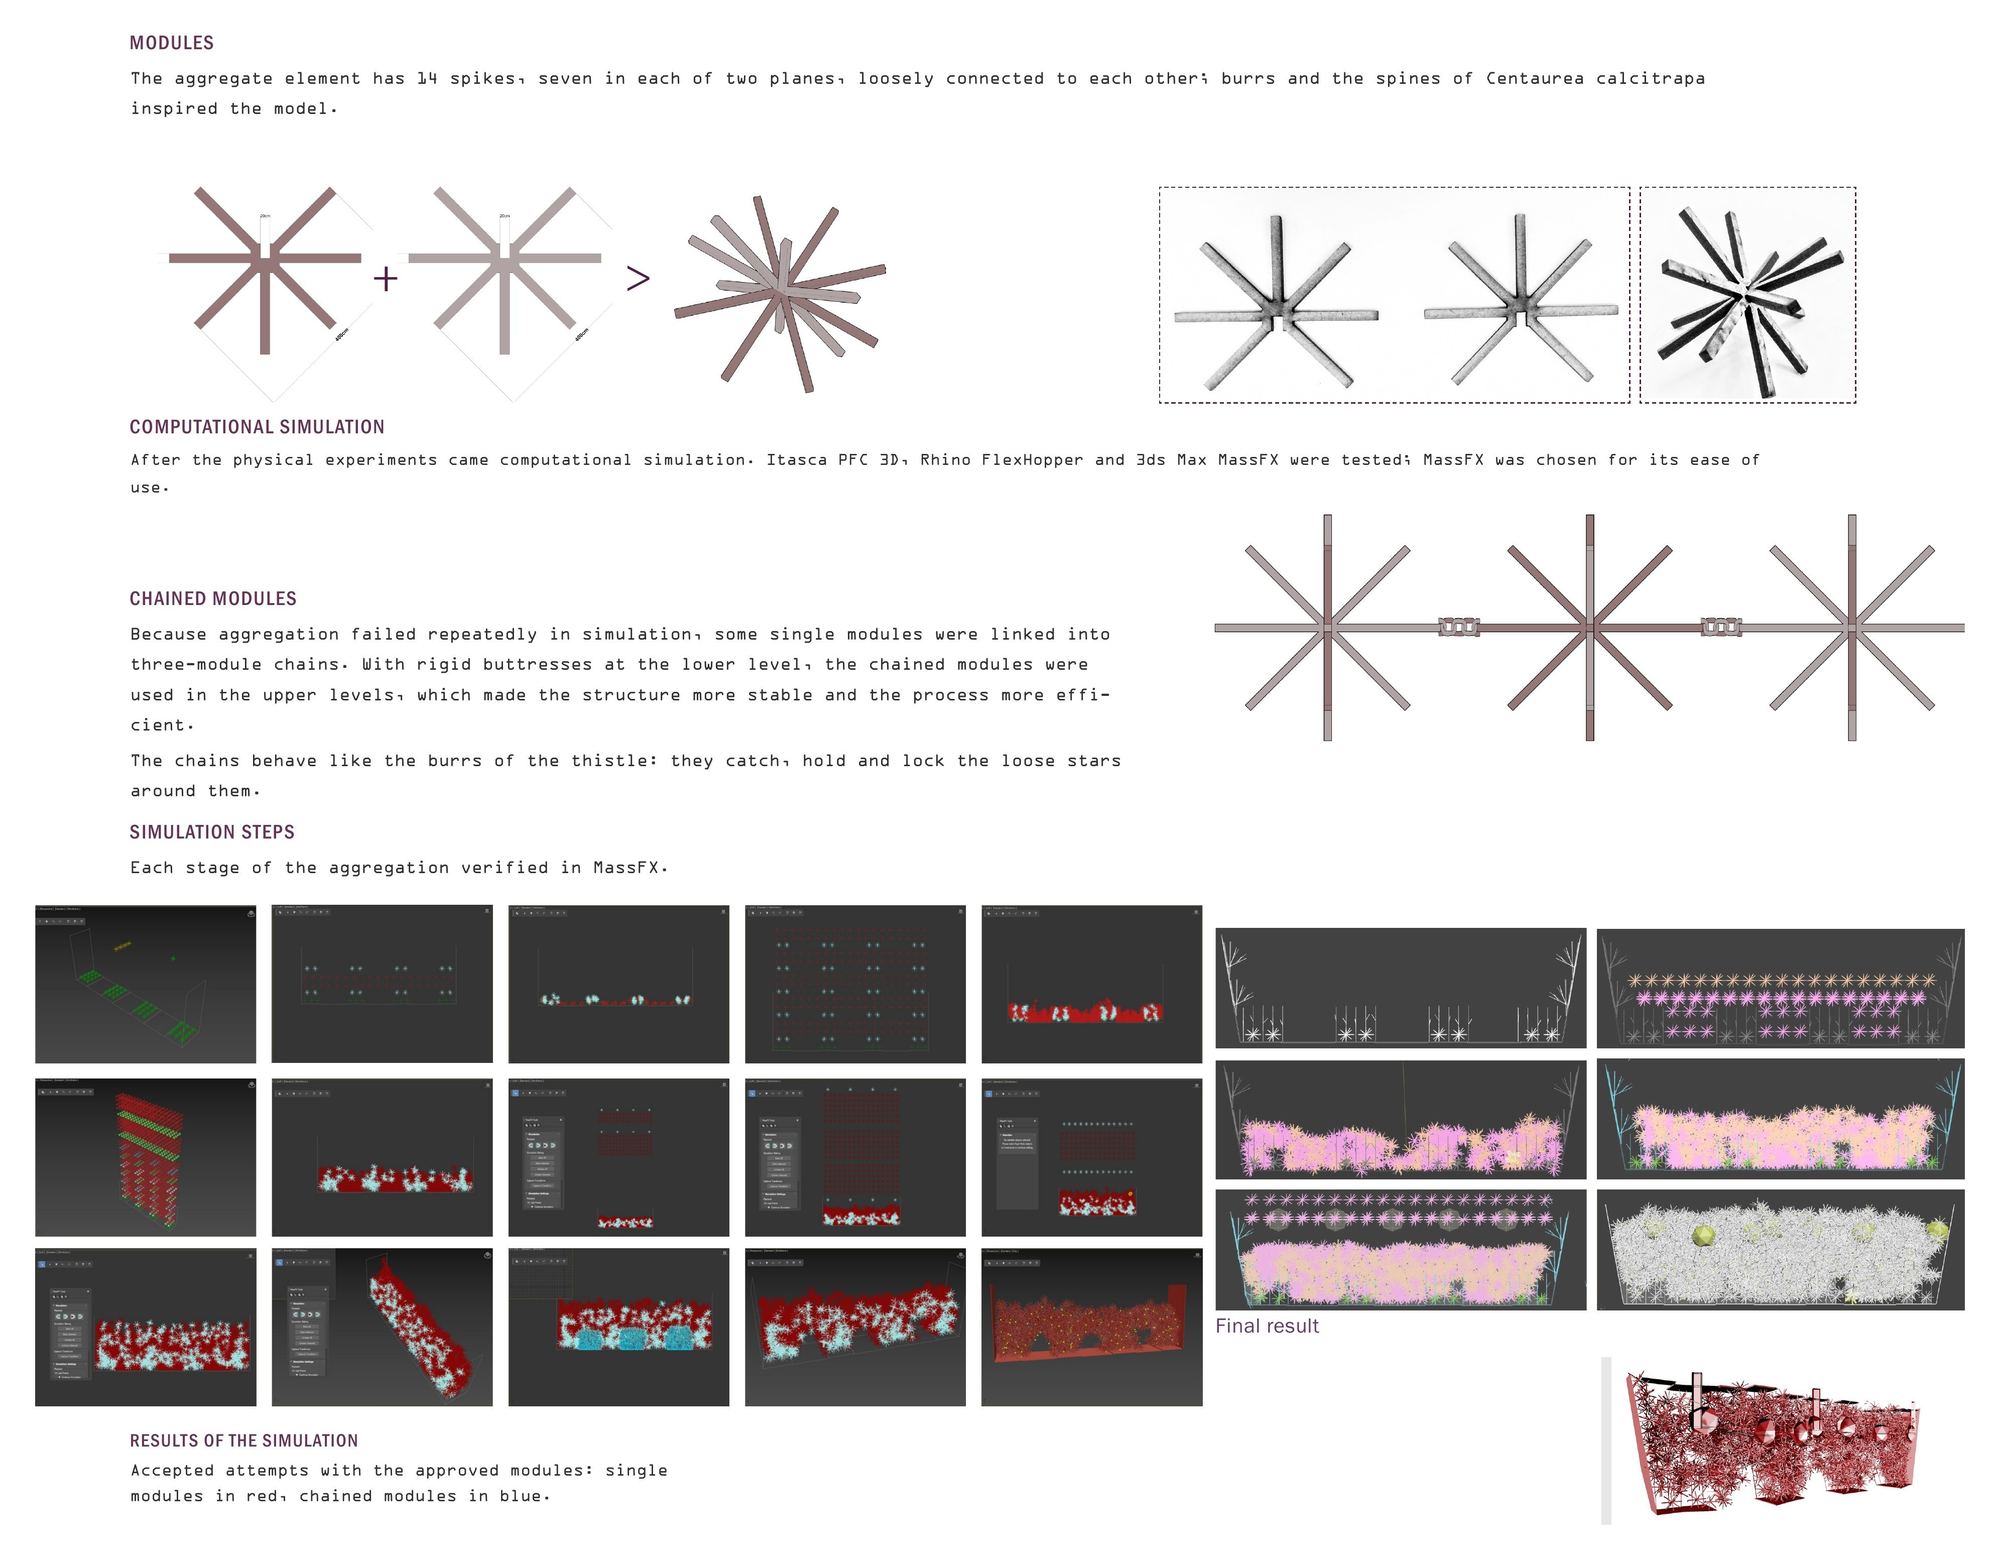 MODULES
The aggregate element has 14 spikes, seven in each of two planes, loosely connected to each other; burrs and the spines of Centaurea calcitrapa
inspired the model.
20cm
20cm
+
>
400cm
400cm
COMPUTATIONAL SIMULATION
After the physical experiments came computational simulation. Itasca PFC 3D, Rhino FlexHopper and 3ds Max MassFX were tested; MassFX was chosen for its ease of
use.
CHAINED MODULES
Because aggregation failed repeatedly in simulation, some single modules were linked into
three-module chains. With rigid buttresses at the lower level, the chained modules were
used in the upper levels, which made the structure more stable and the process more effi-
cient.
The chains behave like the burrs of the thistle: they catch, hold and lock the loose stars
around them.
SIMULATION STEPS
Each stage of the aggregation verified in MassFX.
Final result
RESULTS OF THE SIMULATION
Accepted attempts with the approved modules: single
modules in red, chained modules in blue.